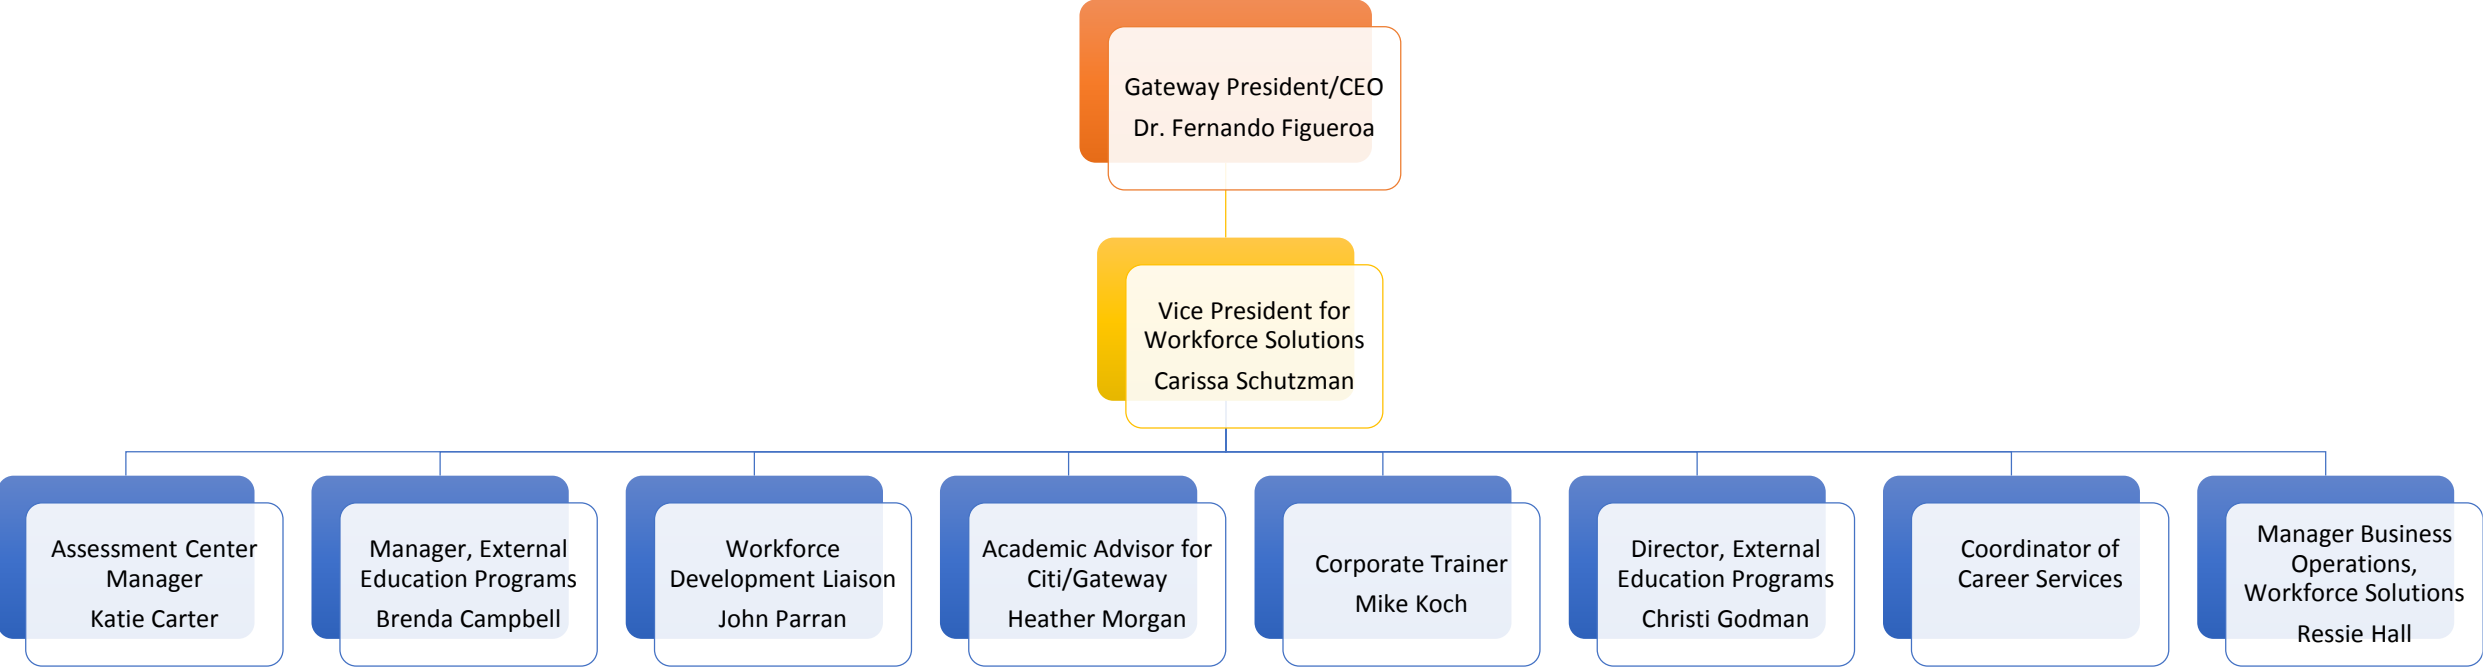 Gateway President/CEO
Dr. Fernando Figueroa
Vice President for
Workforce Solutions
Carissa Schutzman
Assessment Center
Manager
Katie Carter
Manager, External
Education Programs
Brenda Campbell
Workforce
Development Liaison
John Parran
Academic Advisor for
Citi/Gateway
Heather Morgan
Corporate Trainer
Mike Koch
Director, External
Education Programs
Christi Godman
Coordinator of
Career Services
Manager Business
Operations,
Workforce Solutions
Ressie Hall